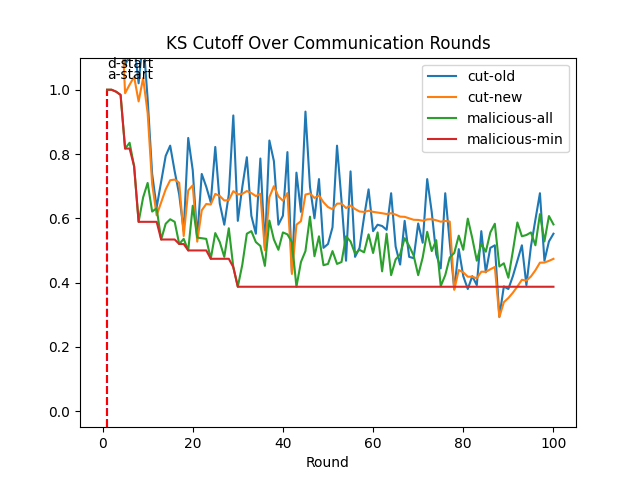 KS Cutoff Over Communication Rounds
d-start
a-start
cut-old
cut-new
malicious-all
malicious-min
1.0
0.8
0.6
0.4
0.2
0.0
0 20 40 60 80 100
Round